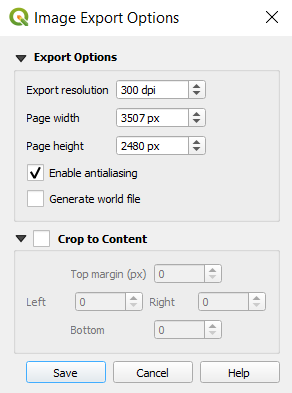 Image Export Options
Export Options
Export resolution 300 dpi
Page width 3507 px
Page height 2480 px
Enable antialiasing
Generate world file
Crop to Content
Top margin (px) 0
Left 0 Right 0
Bottom 0
Save Cancel Help